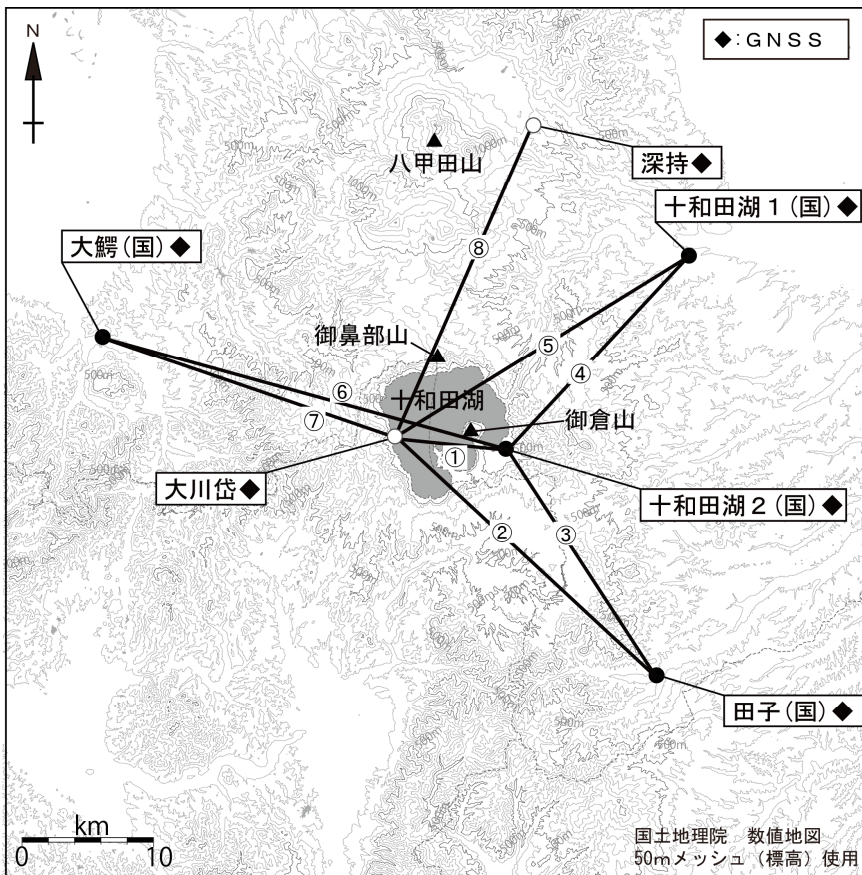 N
◆:GNSS
八甲田山
深持◆
十和田湖1(国)◆
大鰐(国)◆
⑧
御鼻部山
⑤
④
⑥
十和田湖
⑦
御倉山
①
大川岱◆
十和田湖2(国)◆
②
③
田子(国)◆
km
0 10
国土地理院 数値地図
50mメッシュ(標高)使用
500m
1000m